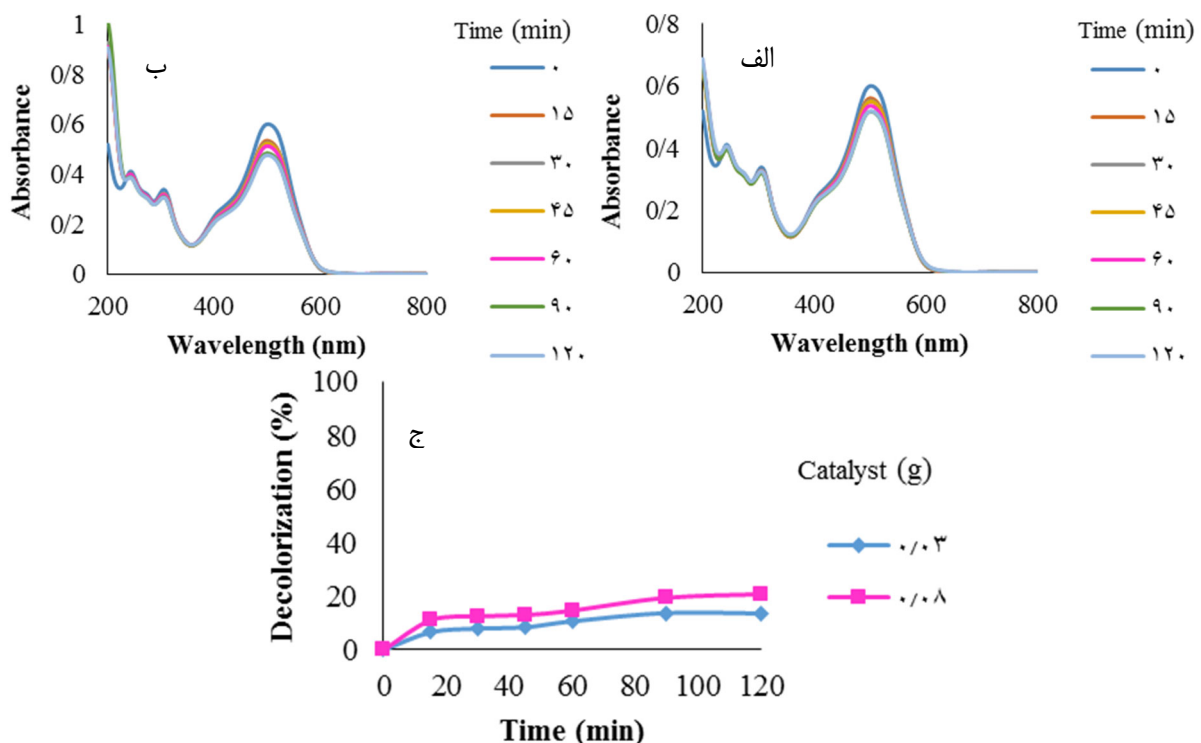 ب
Absorbance
1
0/8
0/6
0/4
0/2
0
200 400 600 800
Wavelength (nm)
Time (min)
۰
۱۵
۳۰
۴۵
۶۰
۹۰
۱۲۰
الف
Absorbance
0/8
0/6
0/4
0/2
0
200 400 600 800
Wavelength (nm)
Time (min)
۰
۱۵
۳۰
۴۵
۶۰
۹۰
۱۲۰
ج
Decolorization (%)
100
80
60
40
20
0
0 20 40 60 80 100 120
Time (min)
Catalyst (g)
۰/۰۳
۰/۰۸